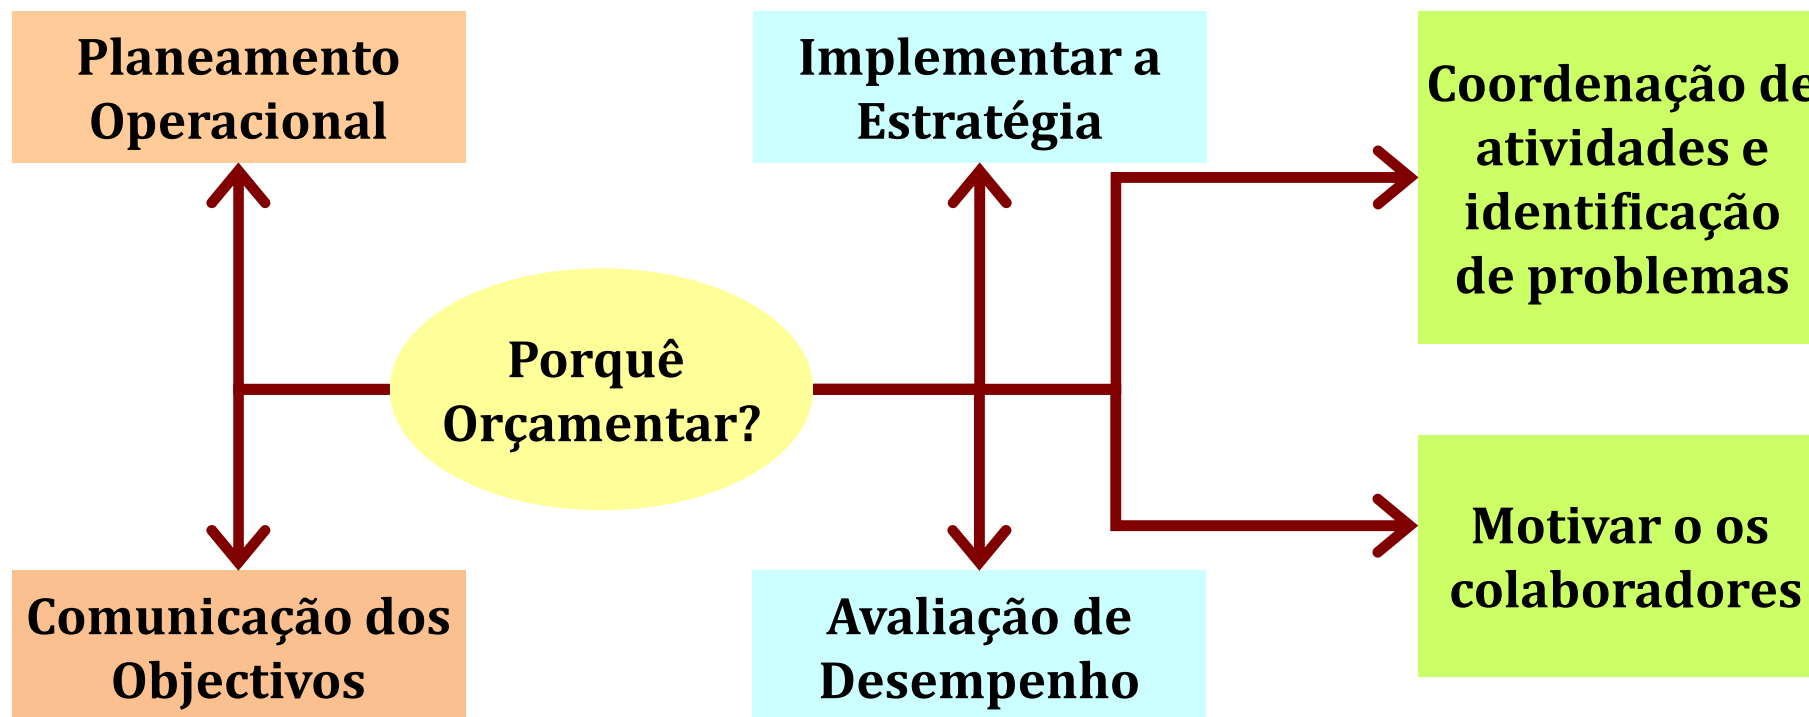 Planeamento
Operacional
Implementar a
Estratégia
Coordenação de
atividades e
identificação
de problemas
Porquê
Orçamentar?
Comunicação dos
Objectivos
Avaliação de
Desempenho
Motivar o os
colaboradores